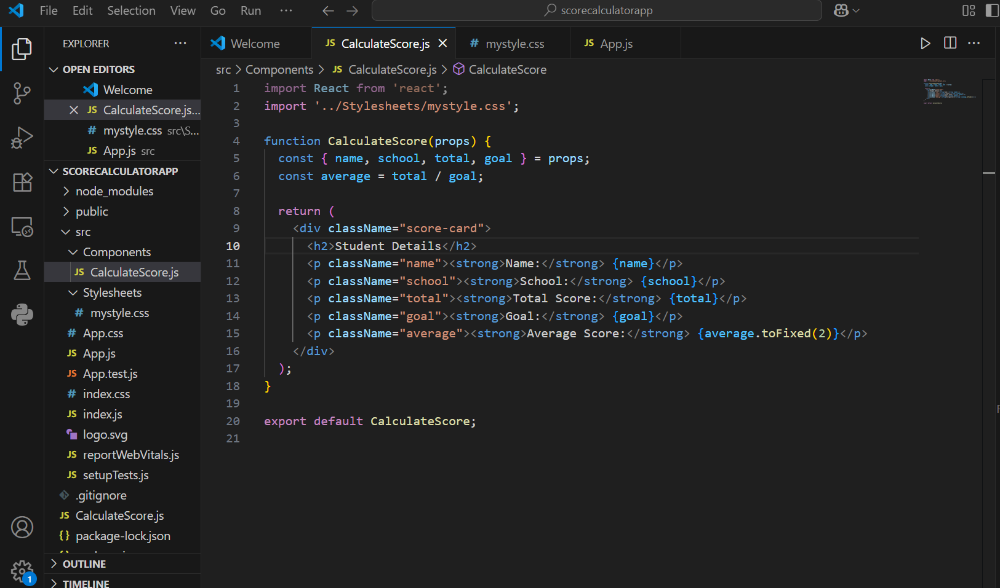 File Edit Selection View Go Run ··· scorecalculatorapp
EXPLORER ···
Welcome
JS CalculateScore.js
# mystyle.css
JS App.js
···
OPEN EDITORS
Welcome
JS CalculateScore.js...
# mystyle.css src\S...
JS App.js src
SCORECALCULATORAPP
node_modules
public
src
Components
JS CalculateScore.js
Stylesheets
# mystyle.css
# App.css
JS App.js
JS App.test.js
# index.css
JS index.js
logo.svg
JS reportWebVitals.js
JS setupTests.js
.gitignore
JS CalculateScore.js
{} package-lock.json
OUTLINE
TIMELINE
1
src > Components > JS CalculateScore.js > CalculateScore
1 import React from 'react';
2 import '../Stylesheets/mystyle.css';
3
4 function CalculateScore(props) {
5 const { name, school, total, goal } = props;
6 const average = total / goal;
7
8 return (
9 <div className="score-card">
10 <h2>Student Details</h2>
11 <p className="name"><strong>Name:</strong> {name}</p>
12 <p className="school"><strong>School:</strong> {school}</p>
13 <p className="total"><strong>Total Score:</strong> {total}</p>
14 <p className="goal"><strong>Goal:</strong> {goal}</p>
15 <p className="average"><strong>Average Score:</strong> {average.toFixed(2)}</p>
16 </div>
17 );
18 }
19
20 export default CalculateScore;
21